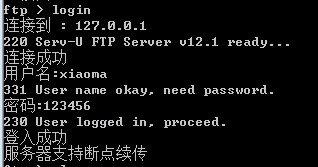 ftp > login
连接到 : 127.0.0.1
220 Serv-U FTP Server v12.1 ready...
连接成功
用户名:xiaoma
331 User name okay, need password.
密码:123456
230 User logged in, proceed.
登入成功
服务器支持断点续传